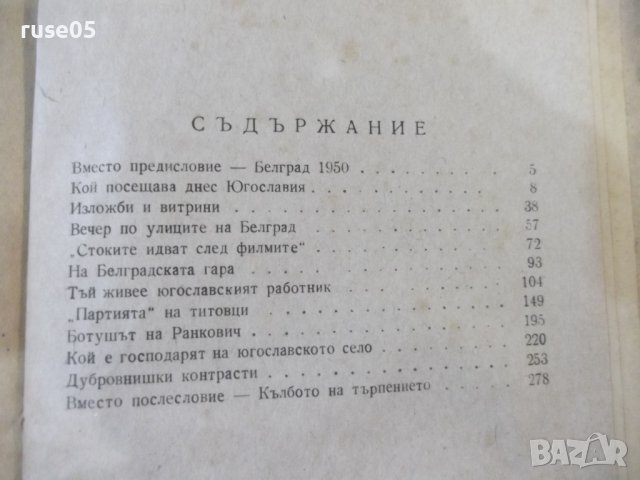 ruse05
СЪДЪРЖАНИЕ
Вместо предисловие — Белград 1950 . . . . . . . . 5
Кой посещава днес Югославия . . . . . . . . . 8
Изложби и витрини . . . . . . . . . . . . 38
Вечер по улиците на Белград . . . . . . . . . 57
„Стоките идват след филмите“ . . . . . . . . . 72
На Белградската гара . . . . . . . . . . . 93
Тъй живее югославският работник . . . . . . . . 104
„Партията“ на титовци . . . . . . . . . . . 149
Ботушът на Ранкович . . . . . . . . . . . 195
Кой е господарят на югославското село . . . . . . 220
Дубровнишки контрасти . . . . . . . . . . . 253
Вместо послесловие — Кълбото на търпението . . . . 278
BAZAR